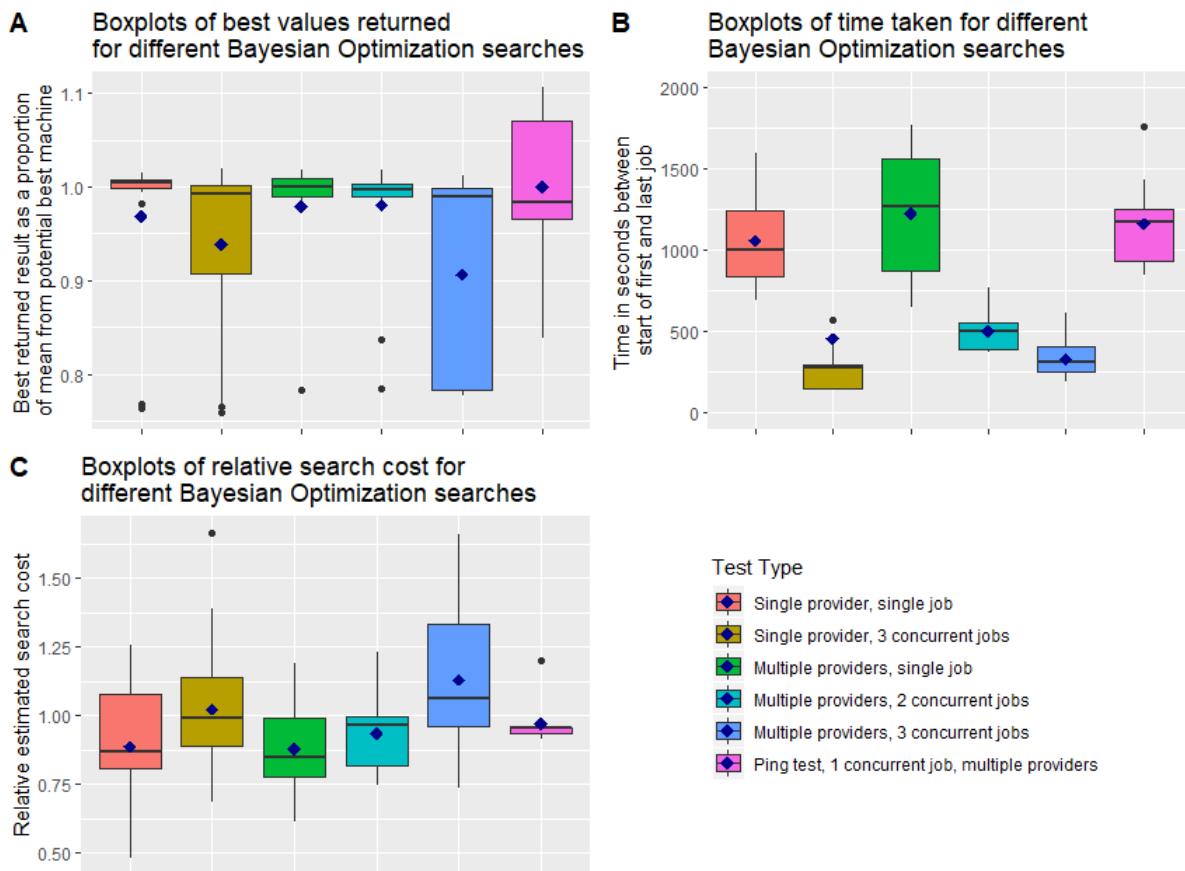 A
Boxplots of best values returned
for different Bayesian Optimization searches
Best returned result as a proportion
of mean from potential best machine
1.1
1.0
0.9
0.8
B
Boxplots of time taken for different
Bayesian Optimization searches
Time in seconds between
start of first and last job
2000
1500
1000
500
0
C
Boxplots of relative search cost for
different Bayesian Optimization searches
Relative estimated search cost
1.50
1.25
1.00
0.75
0.50
Test Type
Single provider, single job
Single provider, 3 concurrent jobs
Multiple providers, single job
Multiple providers, 2 concurrent jobs
Multiple providers, 3 concurrent jobs
Ping test, 1 concurrent job, multiple providers